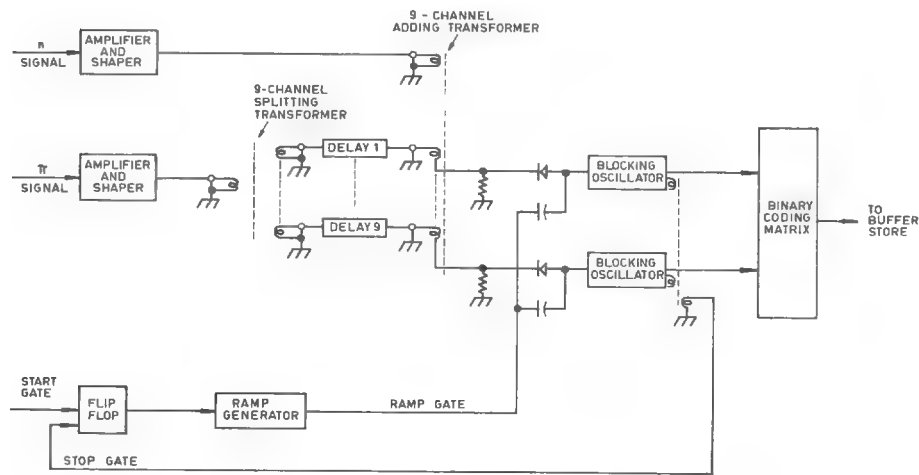 9 - CHANNEL
ADDING TRANSFORMER
n
SIGNAL
AMPLIFIER
AND
SHAPER
9-CHANNEL
SPLITTING
TRANSFORMER
π
SIGNAL
AMPLIFIER
AND
SHAPER
DELAY 1
DELAY 9
BLOCKING
OSCILLATOR
BLOCKING
OSCILLATOR
BINARY
CODING
MATRIX
TO
BUFFER
STORE
START
GATE
FLIP
FLOP
RAMP
GENERATOR
RAMP GATE
STOP GATE